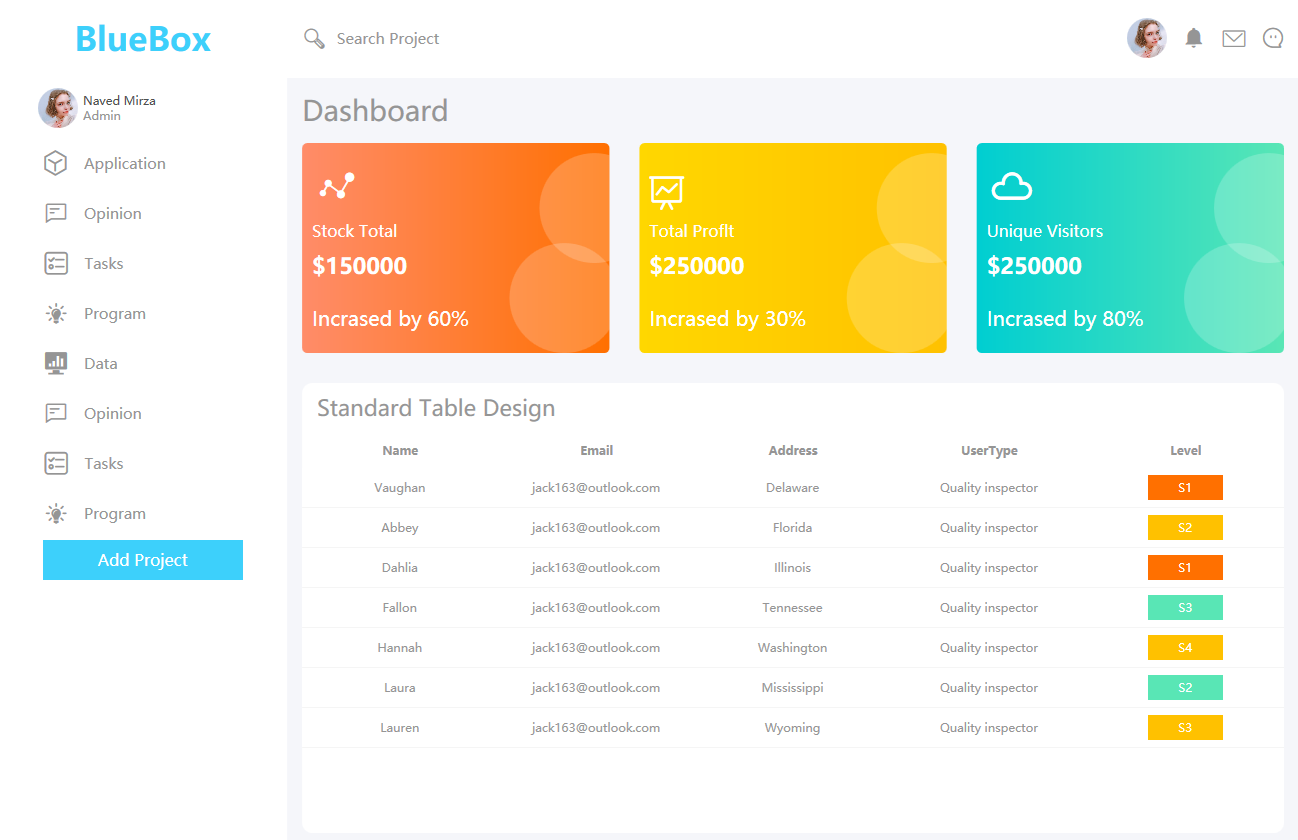 BlueBox
Search Project
Naved Mirza
Admin
Application
Opinion
Tasks
Program
Data
Opinion
Tasks
Program
Add Project
Dashboard
Stock Total
$150000
Incrased by 60%
Total Proflt
$250000
Incrased by 30%
Unique Visitors
$250000
Incrased by 80%
Standard Table Design
Name Email Address UserType Level
Vaughan jack163@outlook.com Delaware Quality inspector S1
Abbey jack163@outlook.com Florida Quality inspector S2
Dahlia jack163@outlook.com Illinois Quality inspector S1
Fallon jack163@outlook.com Tennessee Quality inspector S3
Hannah jack163@outlook.com Washington Quality inspector S4
Laura jack163@outlook.com Mississippi Quality inspector S2
Lauren jack163@outlook.com Wyoming Quality inspector S3